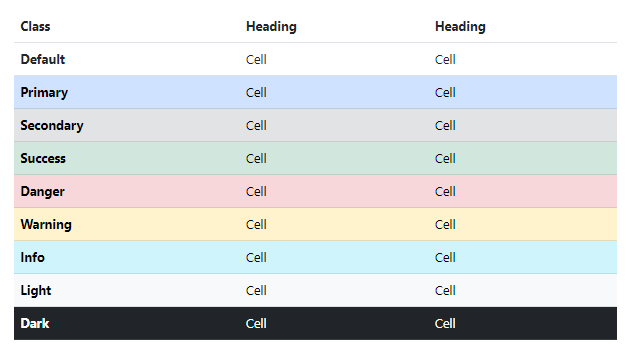 Class Heading Heading
Default Cell Cell
Primary Cell Cell
Secondary Cell Cell
Success Cell Cell
Danger Cell Cell
Warning Cell Cell
Info Cell Cell
Light Cell Cell
Dark Cell Cell